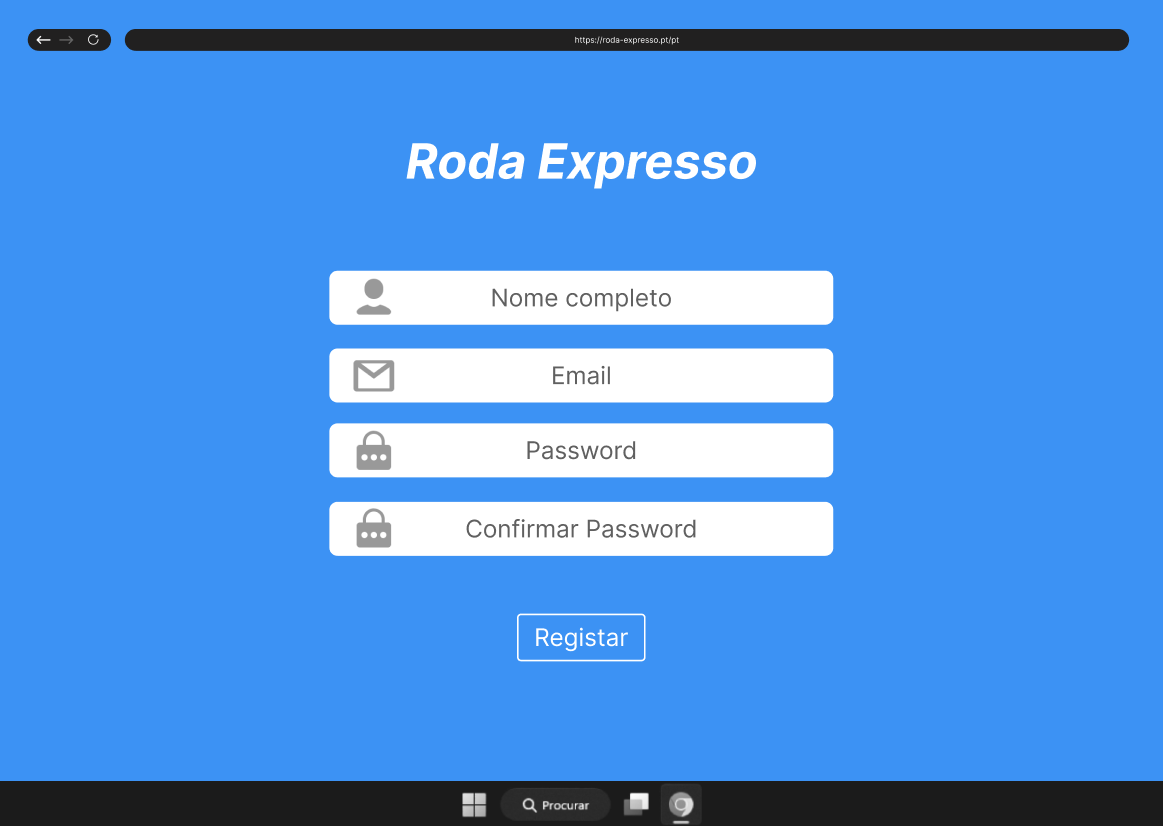 https://roda-expresso.pt/pt
Roda Expresso
Nome completo
Email
Password
Confirmar Password
Registar
Procurar